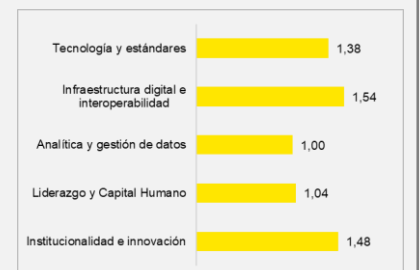 Tecnología y estándares 1,38
Infraestructura digital e
interoperabilidad 1,54
Analítica y gestión de datos 1,00
Liderazgo y Capital Humano 1,04
Institucionalidad e innovación 1,48